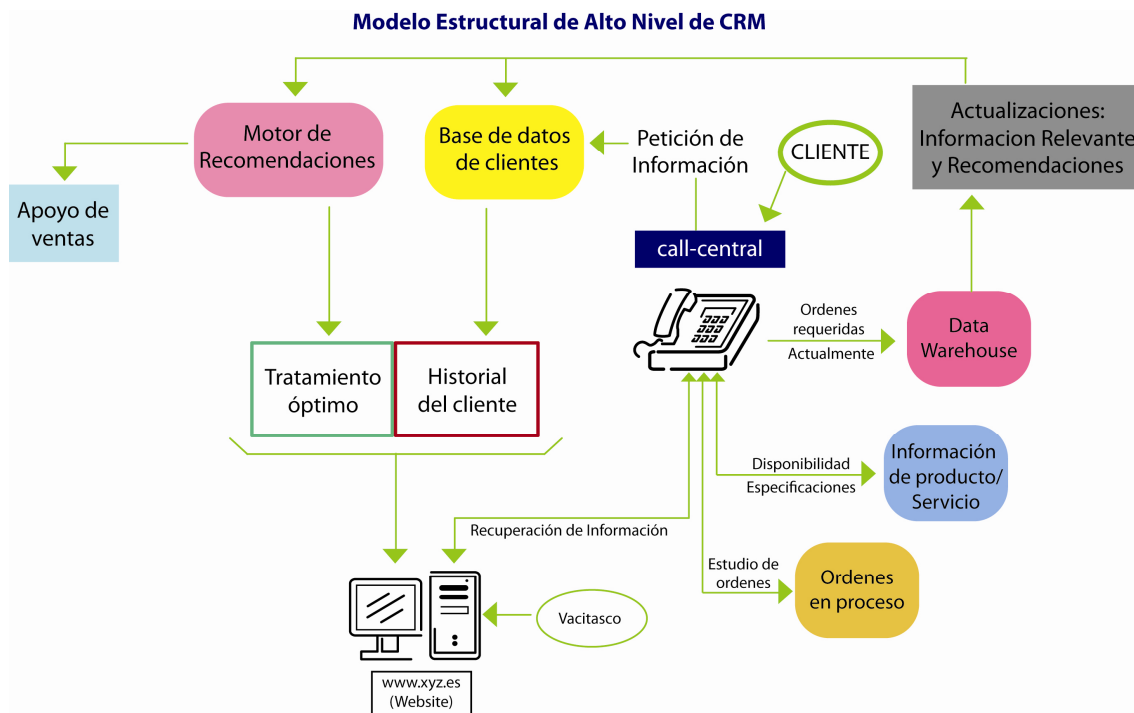 Modelo Estructural de Alto Nivel de CRM
Motor de
Recomendaciones
Base de datos
de clientes
Petición de
Información
CLIENTE
Actualizaciones:
Informacion Relevante
y Recomendaciones
Apoyo de
ventas
call-central
Ordenes
requeridas
Actualmente
Data
Warehouse
Tratamiento
óptimo
Historial
del cliente
Disponibilidad
Especificaciones
Información
de producto/
Servicio
Recuperación de Información
Estudio de
ordenes
Ordenes
en proceso
Vacitasco
www.xyz.es
(Website)